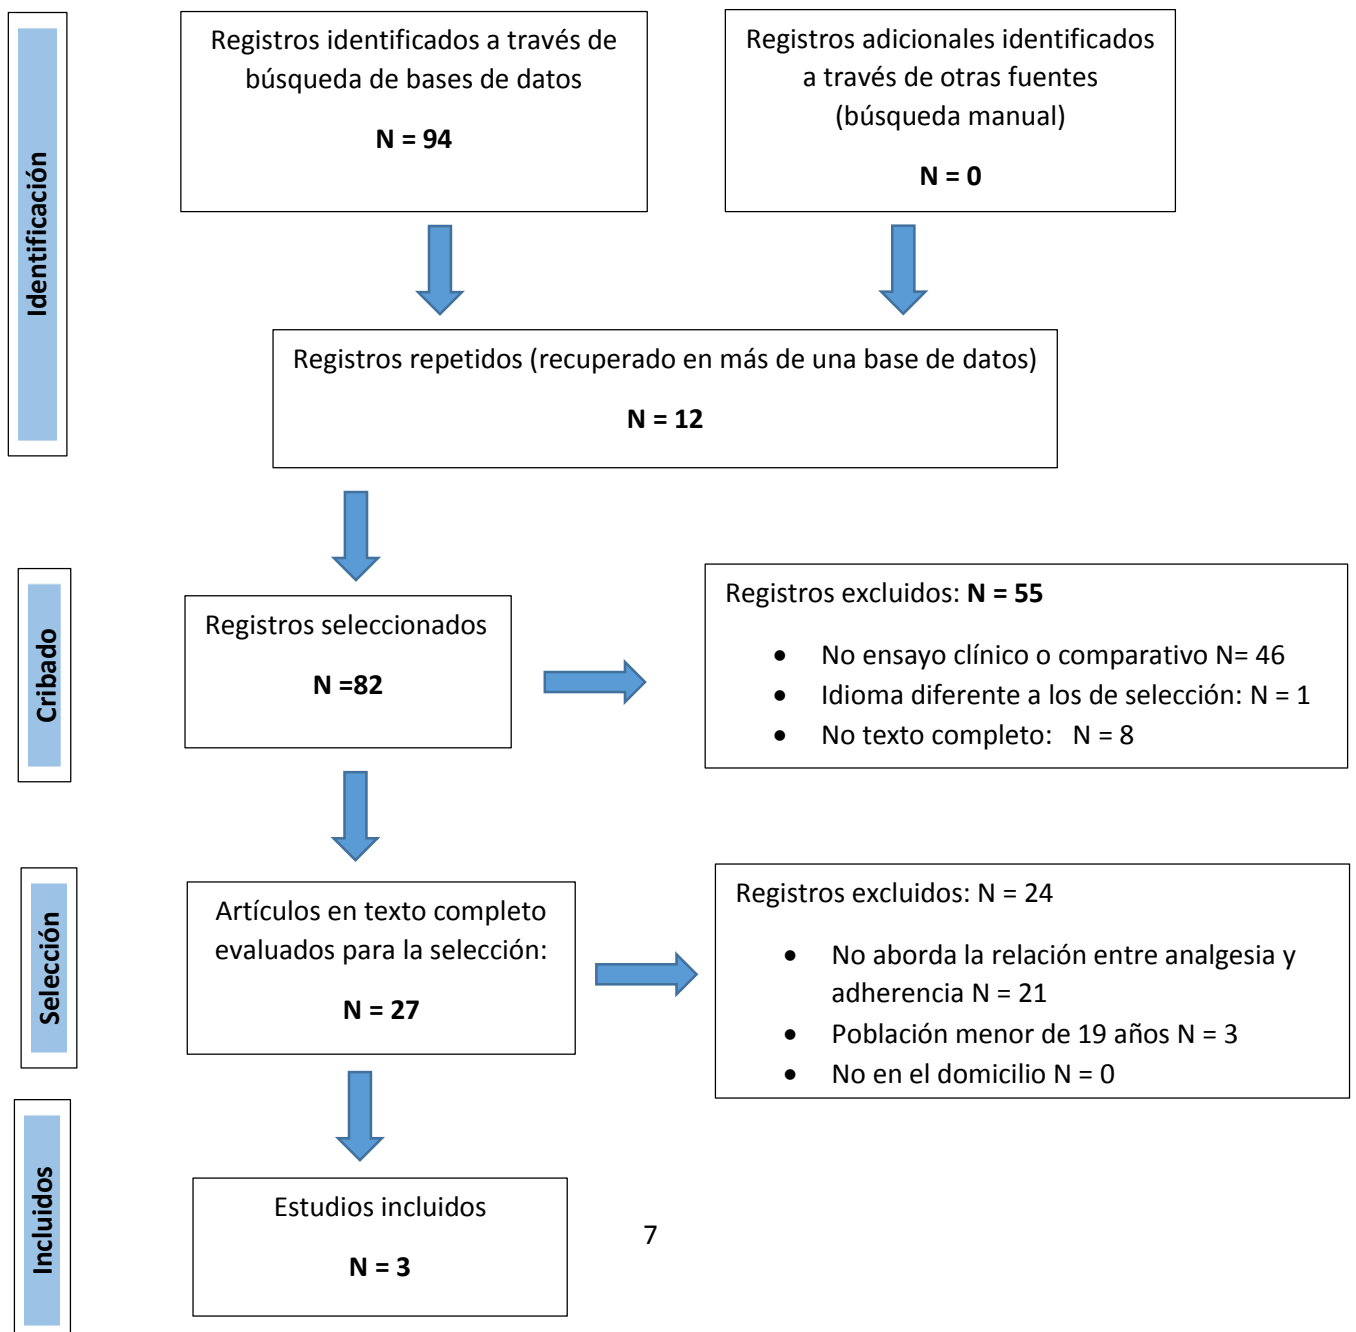 Identificación
Registros identificados a través de
búsqueda de bases de datos
N = 94
Registros adicionales identificados
a través de otras fuentes
(búsqueda manual)
N = 0
Registros repetidos (recuperado en más de una base de datos)
N = 12
Cribado
Registros seleccionados
N =82
Registros excluidos: N = 55
• No ensayo clínico o comparativo N= 46
• Idioma diferente a los de selección: N = 1
• No texto completo: N = 8
Selección
Artículos en texto completo
evaluados para la selección:
N = 27
Registros excluidos: N = 24
• No aborda la relación entre analgesia y
adherencia N = 21
• Población menor de 19 años N = 3
• No en el domicilio N = 0
Incluidos
Estudios incluidos
N = 3
7